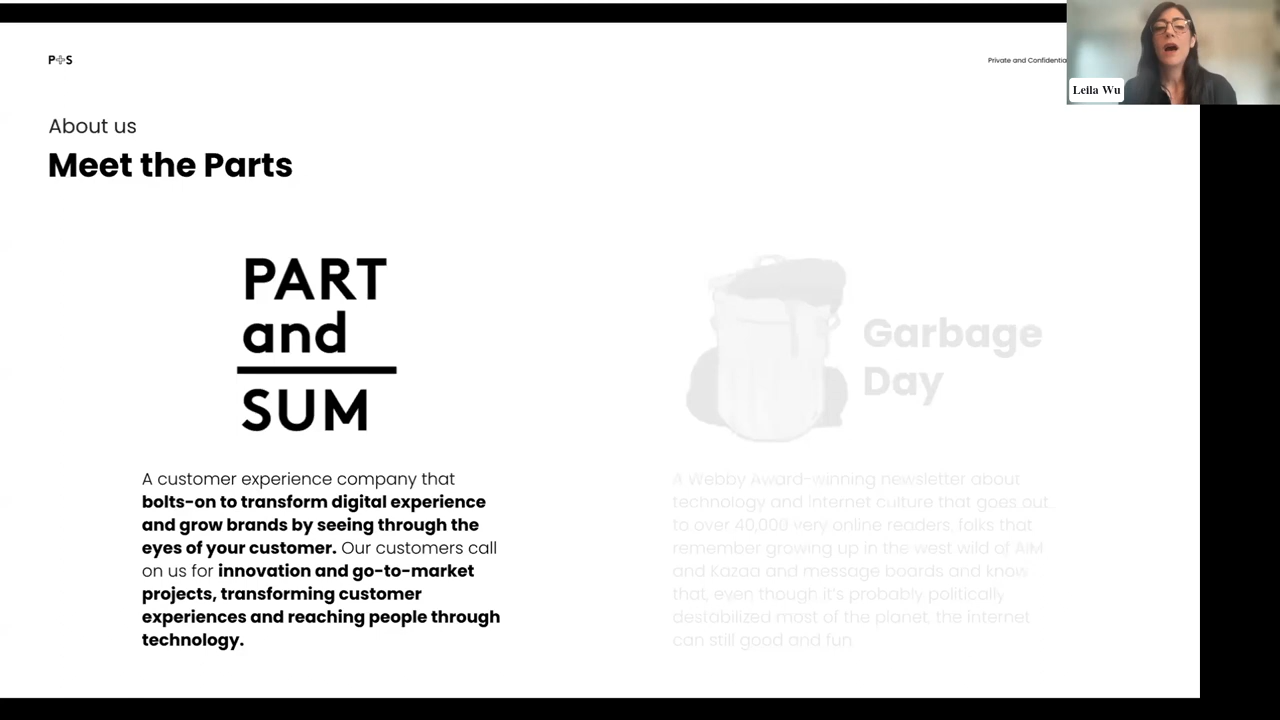 P+S
Private and Confidentia
Leila Wu
About us
Meet the Parts
PART
and
SUM
Garbage
Day
A customer experience company that
bolts-on to transform digital experience
and grow brands by seeing through the
eyes of your customer. Our customers call
on us for innovation and go-to-market
projects, transforming customer
experiences and reaching people through
technology.
A Webby Award-winning newsletter about
technology and internet culture that goes out
to over 40,000 very online readers, folks that
remember growing up in the west wild of AIM
and Kazaa and message boards and know
that, even though it's probably politically
destabilized most of the planet, the internet
can still good and fun.